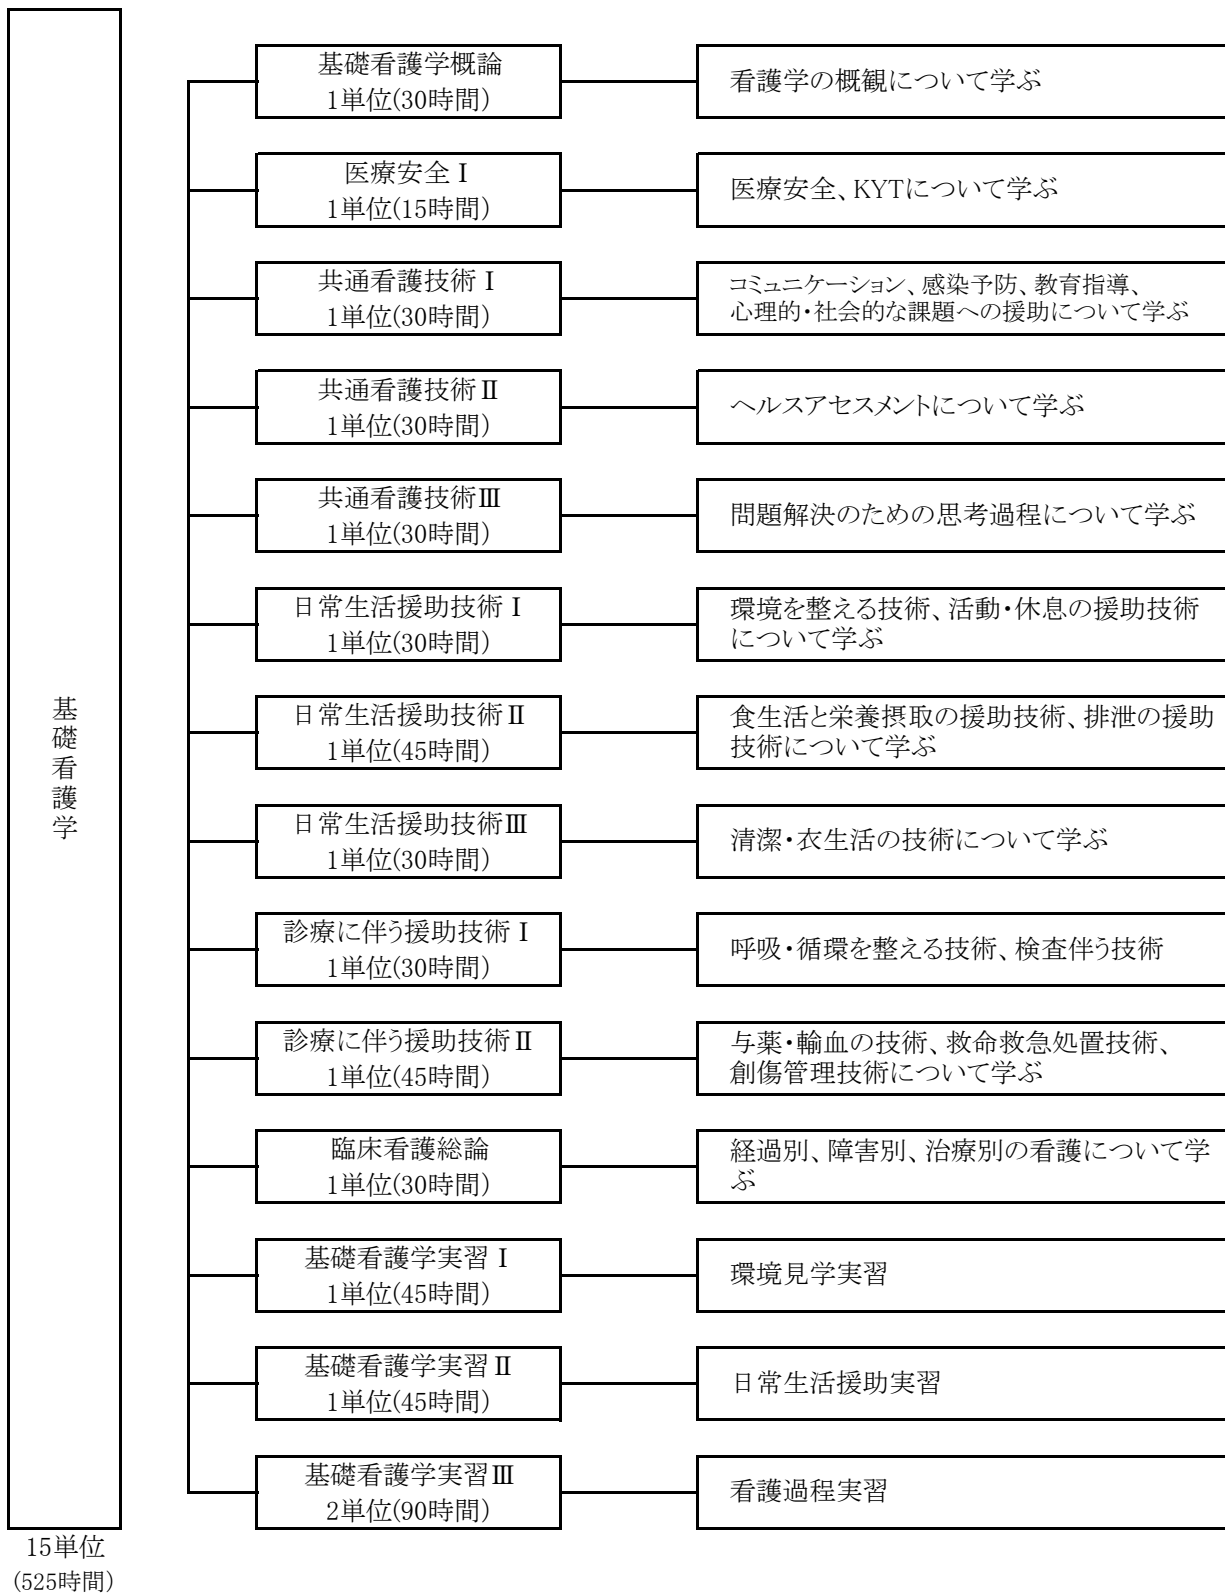 基礎看護学
15単位
(525時間)
基礎看護学概論
1単位(30時間)
看護学の概観について学ぶ
医療安全Ⅰ
1単位(15時間)
医療安全、KYTについて学ぶ
共通看護技術Ⅰ
1単位(30時間)
コミュニケーション、感染予防、教育指導、
心理的・社会的な課題への援助について学ぶ
共通看護技術Ⅱ
1単位(30時間)
ヘルスアセスメントについて学ぶ
共通看護技術Ⅲ
1単位(30時間)
問題解決のための思考過程について学ぶ
日常生活援助技術Ⅰ
1単位(30時間)
環境を整える技術、活動・休息の援助技術
について学ぶ
日常生活援助技術Ⅱ
1単位(45時間)
食生活と栄養摂取の援助技術、排泄の援助
技術について学ぶ
日常生活援助技術Ⅲ
1単位(30時間)
清潔・衣生活の技術について学ぶ
診療に伴う援助技術Ⅰ
1単位(30時間)
呼吸・循環を整える技術、検査伴う技術
診療に伴う援助技術Ⅱ
1単位(45時間)
与薬・輸血の技術、救命救急処置技術、
創傷管理技術について学ぶ
臨床看護総論
1単位(30時間)
経過別、障害別、治療別の看護について学
ぶ
基礎看護学実習Ⅰ
1単位(45時間)
環境見学実習
基礎看護学実習Ⅱ
1単位(45時間)
日常生活援助実習
基礎看護学実習Ⅲ
2単位(90時間)
看護過程実習